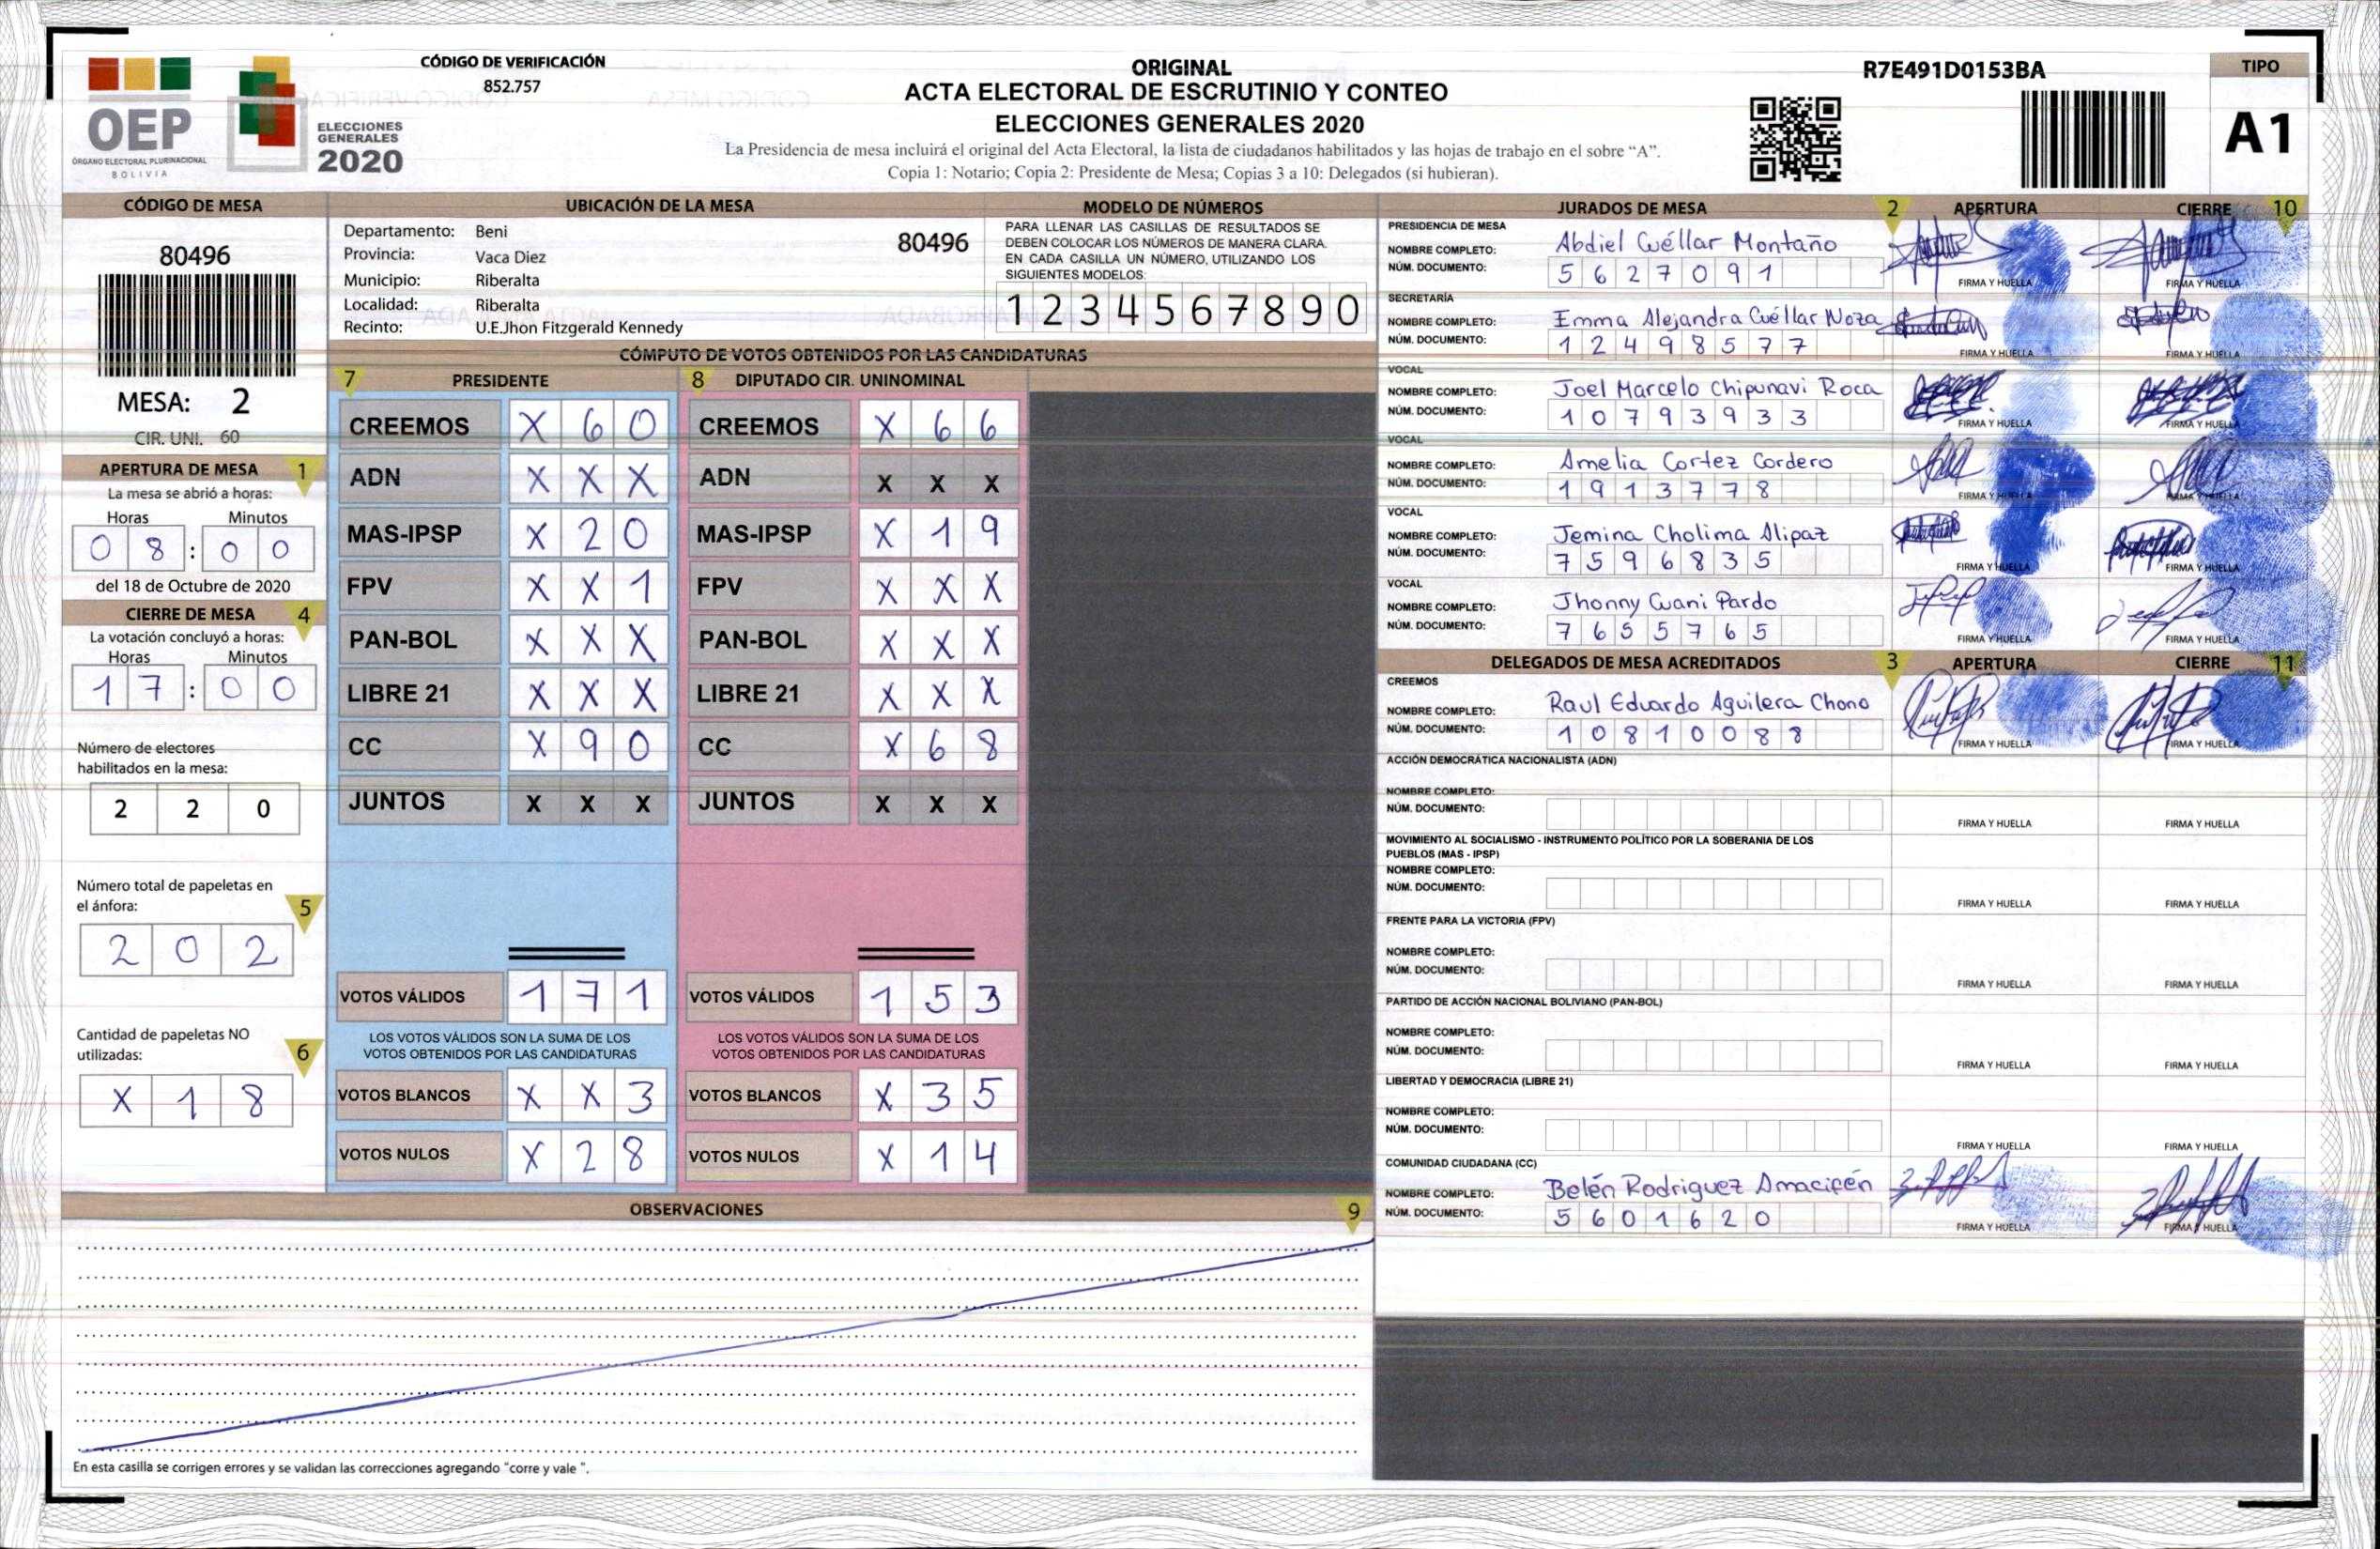 OEP
ÓRGANO ELECTORAL PLURINACIONAL
BOLIVIA
ELECCIONES
GENERALES
2020
CÓDIGO DE VERIFICACIÓN
852.757
ORIGINAL
ACTA ELECTORAL DE ESCRUTINIO Y CONTEO
ELECCIONES GENERALES 2020
La Presidencia de mesa incluirá el original del Acta Electoral, la lista de ciudadanos habilitados y las hojas de trabajo en el sobre “A”.
Copia 1: Notario; Copia 2: Presidente de Mesa; Copias 3 a 10: Delegados (si hubieran).
R7E491D0153BA
TIPO
A1
CÓDIGO DE MESA
80496
MESA: 2
CIR. UNI. 60
APERTURA DE MESA 1
La mesa se abrió a horas:
Horas Minutos
0 8 : 0 0
del 18 de Octubre de 2020
CIERRE DE MESA 4
La votación concluyó a horas:
Horas Minutos
1 7 : 0 0
Número de electores
habilitados en la mesa:
2 2 0
Número total de papeletas en
el ánfora: 5
2 0 2
Cantidad de papeletas NO
utilizadas: 6
X 1 8
UBICACIÓN DE LA MESA
Departamento: Beni
80496
Provincia: Vaca Diez
Municipio: Riberalta
Localidad: Riberalta
Recinto: U.E.Jhon Fitzgerald Kennedy
MODELO DE NÚMEROS
PARA LLENAR LAS CASILLAS DE RESULTADOS SE
DEBEN COLOCAR LOS NÚMEROS DE MANERA CLARA.
EN CADA CASILLA UN NÚMERO, UTILIZANDO LOS
SIGUIENTES MODELOS:
1 2 3 4 5 6 7 8 9 0
CÓMPUTO DE VOTOS OBTENIDOS POR LAS CANDIDATURAS
7 PRESIDENTE
CREEMOS X 6 0
ADN X X X
MAS-IPSP X 2 0
FPV X X 1
PAN-BOL X X X
LIBRE 21 X X X
CC X 9 0
JUNTOS X X X
VOTOS VÁLIDOS 1 7 1
LOS VOTOS VÁLIDOS SON LA SUMA DE LOS
VOTOS OBTENIDOS POR LAS CANDIDATURAS
VOTOS BLANCOS X X 3
VOTOS NULOS X 2 8
8 DIPUTADO CIR. UNINOMINAL
CREEMOS X 6 6
ADN X X X
MAS-IPSP X 1 9
FPV X X X
PAN-BOL X X X
LIBRE 21 X X X
CC X 6 8
JUNTOS X X X
VOTOS VÁLIDOS 1 5 3
LOS VOTOS VÁLIDOS SON LA SUMA DE LOS
VOTOS OBTENIDOS POR LAS CANDIDATURAS
VOTOS BLANCOS X 3 5
VOTOS NULOS X 1 4
OBSERVACIONES 9
En esta casilla se corrigen errores y se validan las correcciones agregando "corre y vale ".
JURADOS DE MESA 2 APERTURA CIERRE 10
PRESIDENCIA DE MESA
NOMBRE COMPLETO: Abdiel Cuéllar Montaño
NÚM. DOCUMENTO: 5 6 2 7 0 9 1
FIRMA Y HUELLA FIRMA Y HUELLA
SECRETARÍA
NOMBRE COMPLETO: Emma Alejandra Cuéllar Noza
NÚM. DOCUMENTO: 1 2 4 9 8 5 7 7
FIRMA Y HUELLA FIRMA Y HUELLA
VOCAL
NOMBRE COMPLETO: Joel Marcelo Chipunavi Roca
NÚM. DOCUMENTO: 1 0 7 9 3 9 3 3
FIRMA Y HUELLA FIRMA Y HUELLA
VOCAL
NOMBRE COMPLETO: Amelia Cortez Cordero
NÚM. DOCUMENTO: 1 9 1 3 7 7 8
FIRMA Y HUELLA FIRMA Y HUELLA
VOCAL
NOMBRE COMPLETO: Jemina Cholima Alipaz
NÚM. DOCUMENTO: 7 5 9 6 8 3 5
FIRMA Y HUELLA FIRMA Y HUELLA
VOCAL
NOMBRE COMPLETO: Jhonny Cuani Pardo
NÚM. DOCUMENTO: 7 6 5 5 7 6 5
FIRMA Y HUELLA FIRMA Y HUELLA
DELEGADOS DE MESA ACREDITADOS 3 APERTURA CIERRE 11
CREEMOS
NOMBRE COMPLETO: Raul Eduardo Aguilera Chono
NÚM. DOCUMENTO: 1 0 8 1 0 0 8 8
FIRMA Y HUELLA FIRMA Y HUELLA
ACCIÓN DEMOCRÁTICA NACIONALISTA (ADN)
NOMBRE COMPLETO:
NÚM. DOCUMENTO:
FIRMA Y HUELLA FIRMA Y HUELLA
MOVIMIENTO AL SOCIALISMO - INSTRUMENTO POLÍTICO POR LA SOBERANIA DE LOS
PUEBLOS (MAS - IPSP)
NOMBRE COMPLETO:
NÚM. DOCUMENTO:
FIRMA Y HUELLA FIRMA Y HUELLA
FRENTE PARA LA VICTORIA (FPV)
NOMBRE COMPLETO:
NÚM. DOCUMENTO:
FIRMA Y HUELLA FIRMA Y HUELLA
PARTIDO DE ACCIÓN NACIONAL BOLIVIANO (PAN-BOL)
NOMBRE COMPLETO:
NÚM. DOCUMENTO:
FIRMA Y HUELLA FIRMA Y HUELLA
LIBERTAD Y DEMOCRACIA (LIBRE 21)
NOMBRE COMPLETO:
NÚM. DOCUMENTO:
FIRMA Y HUELLA FIRMA Y HUELLA
COMUNIDAD CIUDADANA (CC)
NOMBRE COMPLETO: Belén Rodriguez Amacifén
NÚM. DOCUMENTO: 5 6 0 1 6 2 0
FIRMA Y HUELLA FIRMA Y HUELLA